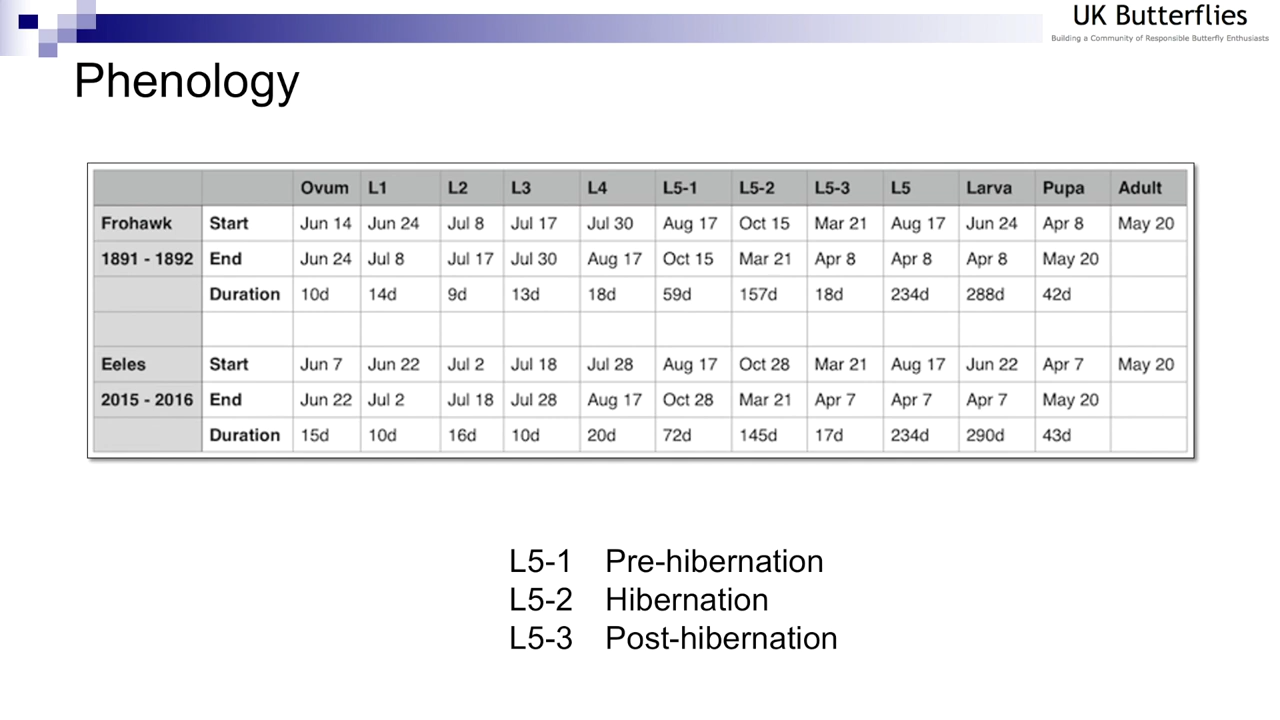 UK Butterflies
Building a Community of Responsible Butterfly Enthusiasts
Phenology
Ovum L1 L2 L3 L4 L5-1 L5-2 L5-3 L5 Larva Pupa Adult
Frohawk Start Jun 14 Jun 24 Jul 8 Jul 17 Jul 30 Aug 17 Oct 15 Mar 21 Aug 17 Jun 24 Apr 8 May 20
1891 - 1892 End Jun 24 Jul 8 Jul 17 Jul 30 Aug 17 Oct 15 Mar 21 Apr 8 Apr 8 Apr 8 May 20
Duration 10d 14d 9d 13d 18d 59d 157d 18d 234d 288d 42d
Eeles Start Jun 7 Jun 22 Jul 2 Jul 18 Jul 28 Aug 17 Oct 28 Mar 21 Aug 17 Jun 22 Apr 7 May 20
2015 - 2016 End Jun 22 Jul 2 Jul 18 Jul 28 Aug 17 Oct 28 Mar 21 Apr 7 Apr 7 Apr 7 May 20
Duration 15d 10d 16d 10d 20d 72d 145d 17d 234d 290d 43d
L5-1 Pre-hibernation
L5-2 Hibernation
L5-3 Post-hibernation